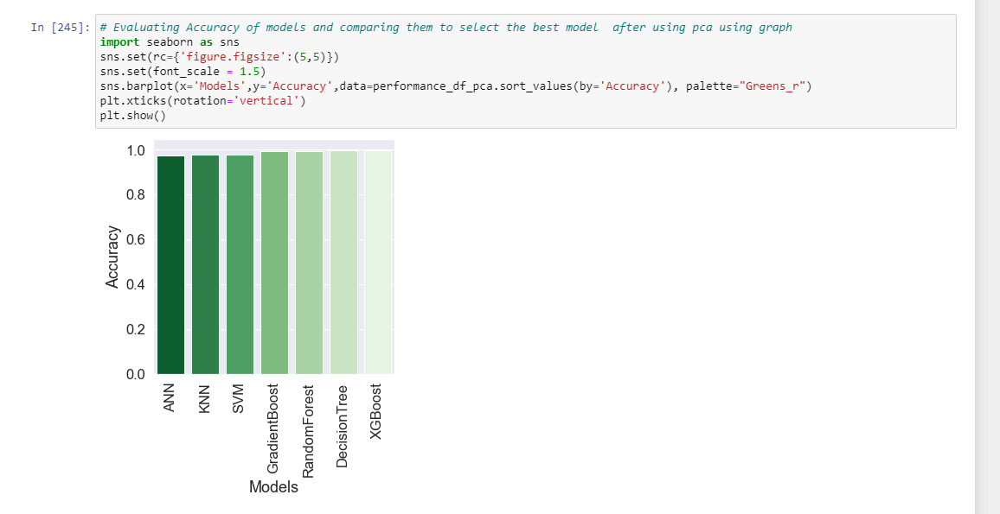 In [245]:
# Evaluating Accuracy of models and comparing them to select the best model  after using pca using graph
import seaborn as sns
sns.set(rc={'figure.figsize':(5,5)})
sns.set(font_scale = 1.5)
sns.barplot(x='Models',y='Accuracy',data=performance_df_pca.sort_values(by='Accuracy'), palette="Greens_r")
plt.xticks(rotation='vertical')
plt.show()
1.0
0.8
0.6
0.4
0.2
0.0
Accuracy
ANN
KNN
SVM
GradientBoost
RandomForest
DecisionTree
XGBoost
Models